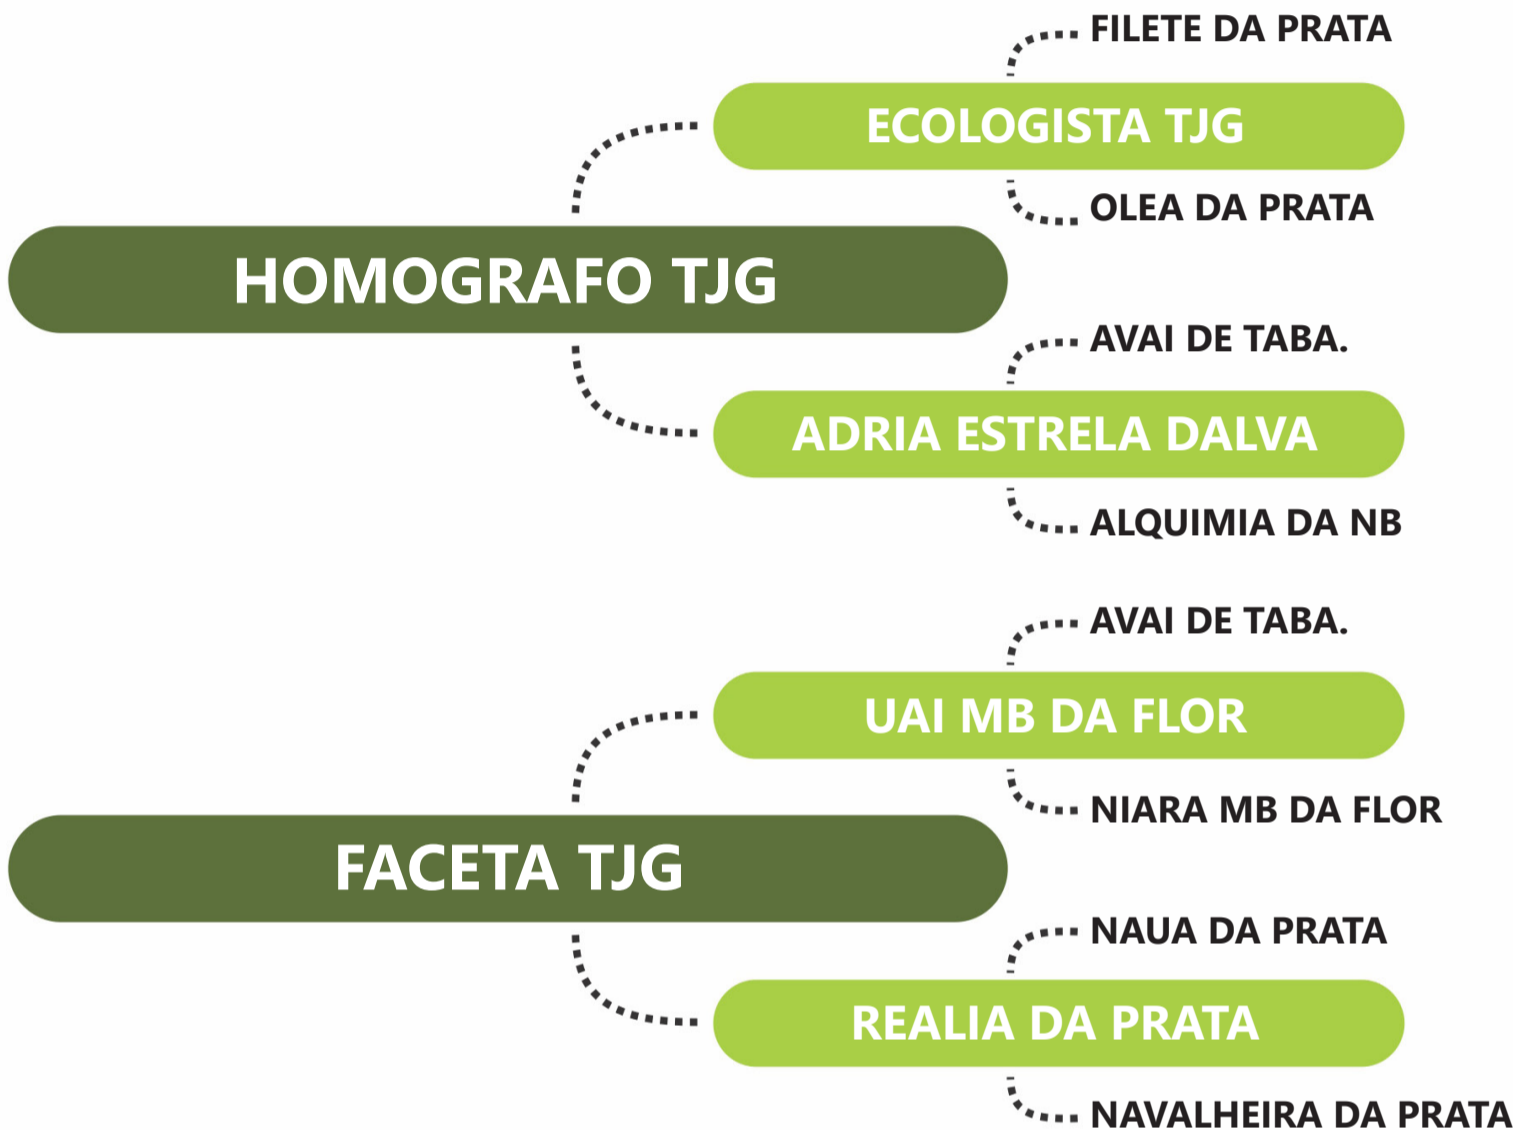 FILETE DA PRATA
ECOLOGISTA TJG
OLEA DA PRATA
HOMOGRAFO TJG
AVAI DE TABA.
ADRIA ESTRELA DALVA
ALQUIMIA DA NB
AVAI DE TABA.
UAI MB DA FLOR
NIARA MB DA FLOR
FACETA TJG
NAUA DA PRATA
REALIA DA PRATA
NAVALHEIRA DA PRATA